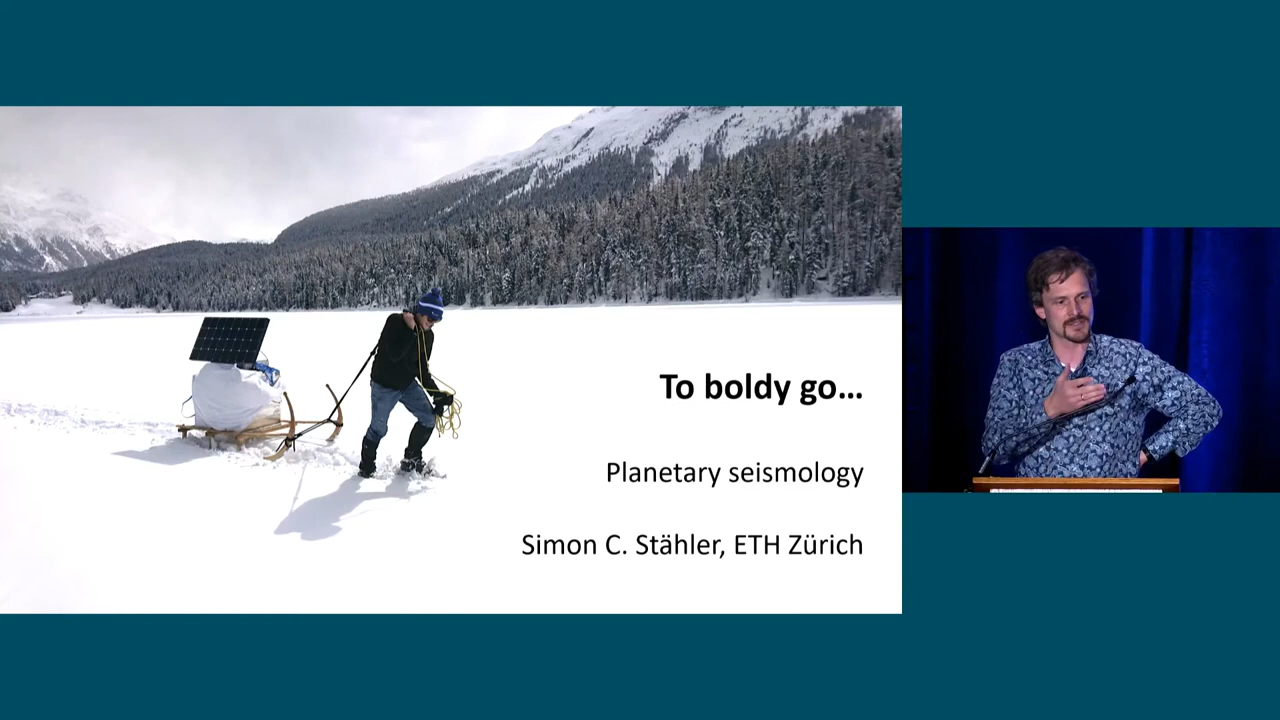 To boldy go...
Planetary seismology
Simon C. Stähler, ETH Zürich